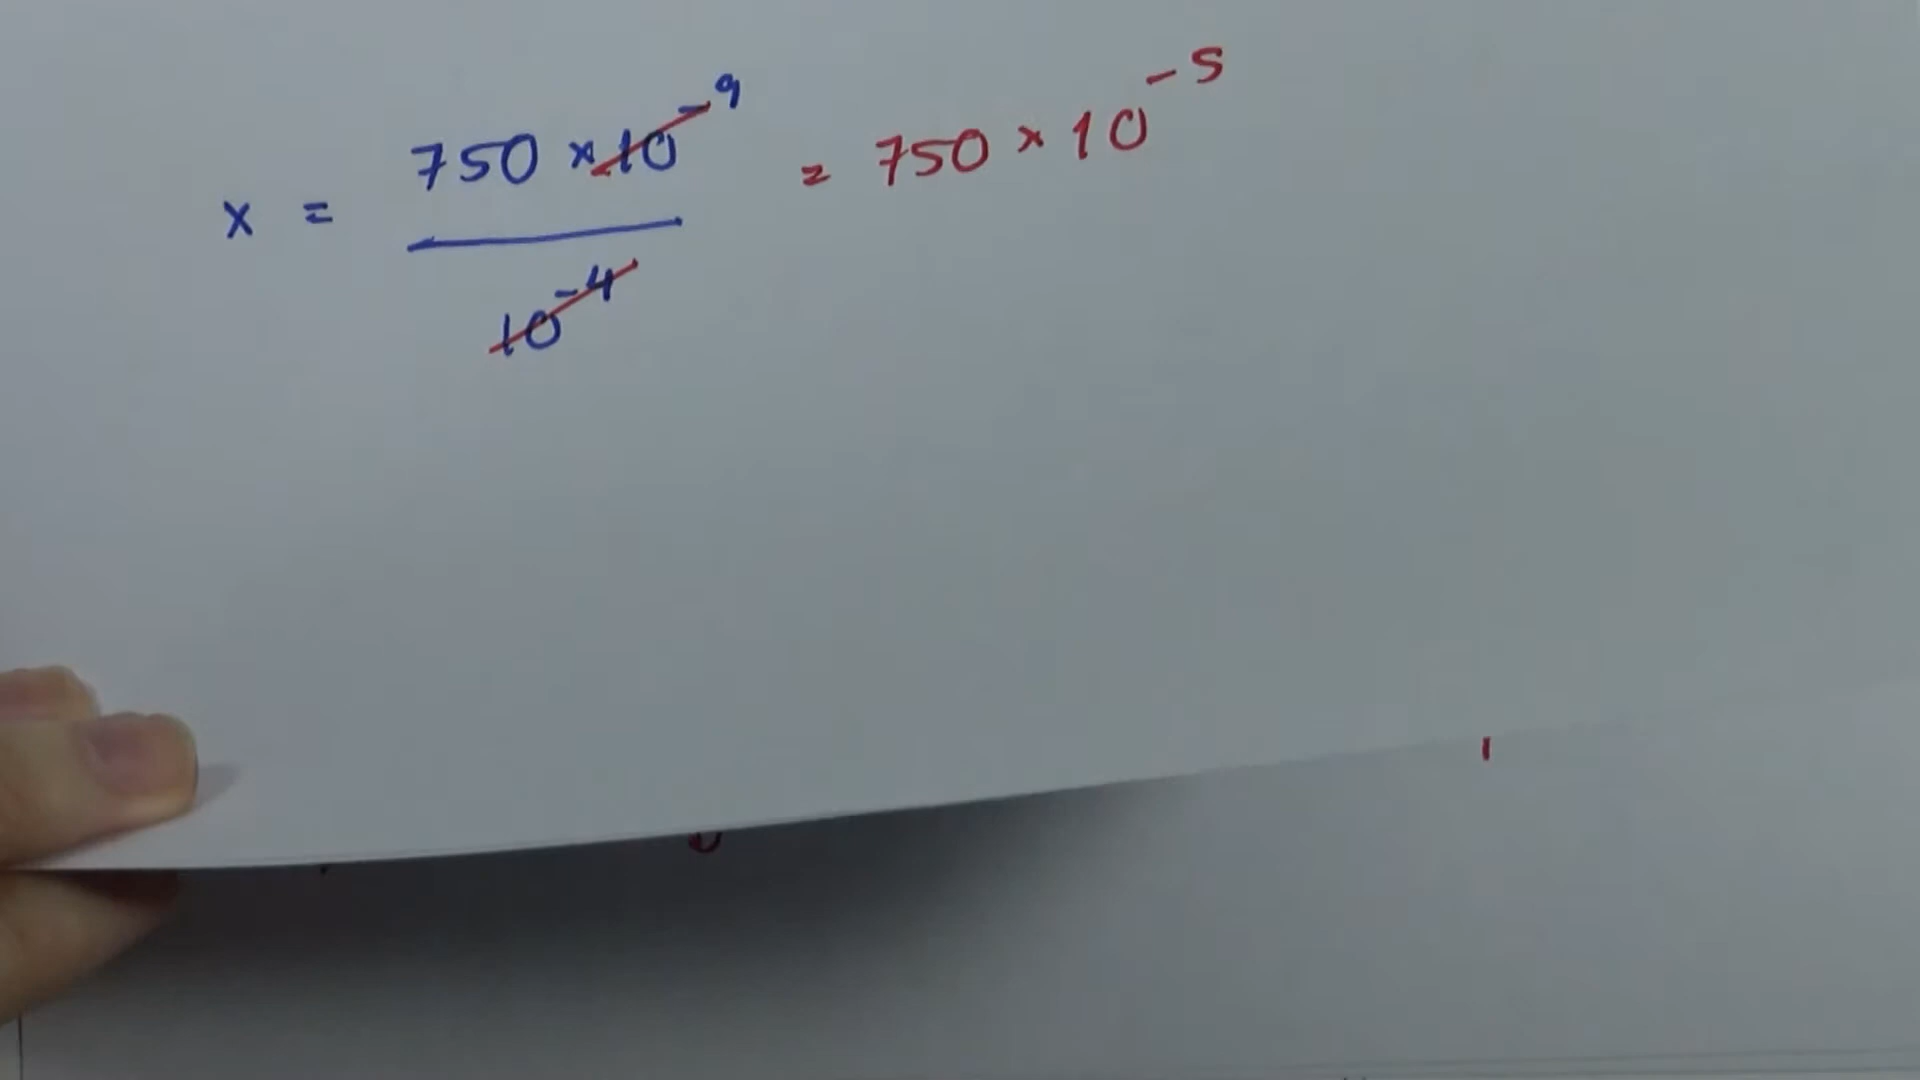 x = 750 × 10⁻⁹ / 10⁻⁴ = 750 × 10⁻⁵